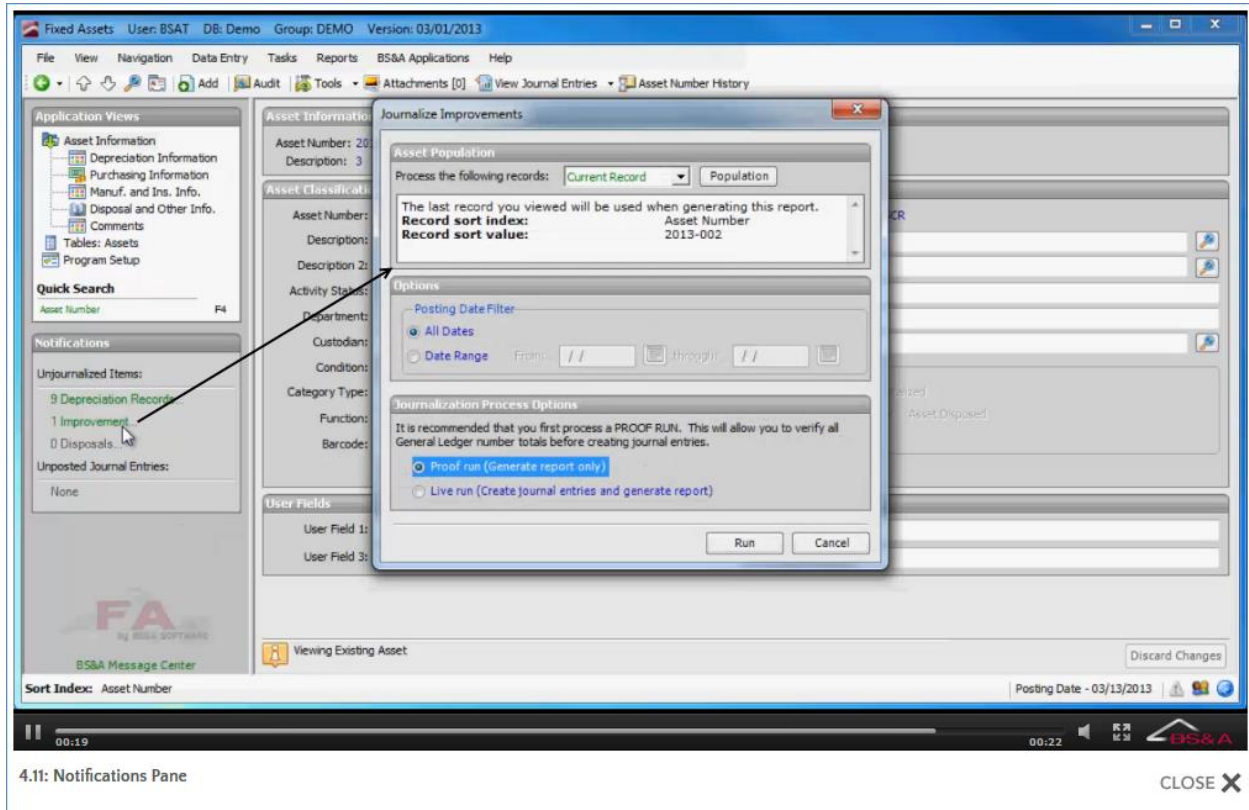 Fixed Assets User: BSAT DB: Demo Group: DEMO Version: 03/01/2013
File View Navigation Data Entry Tasks Reports BS&A Applications Help
Add Audit Tools Attachments [0] View Journal Entries Asset Number History
Application Views
Asset Information
Depreciation Information
Purchasing Information
Manuf. and Ins. Info.
Disposal and Other Info.
Comments
Tables: Assets
Program Setup
Quick Search
Asset Number F4
Notifications
Unjournalized Items:
9 Depreciation Records...
1 Improvement...
0 Disposals...
Unposted Journal Entries:
None
FA
by BS&A SOFTWARE
BS&A Message Center
Asset Information
Asset Number: 20
Description: 3
Asset Classificati
Asset Number:
CR
Description:
Description 2:
Activity Status:
Department:
Custodian:
Condition:
Category Type:
Function:
Asset Disposed
Barcode:
User Fields
User Field 1:
User Field 3:
Journalize Improvements
Asset Population
Process the following records: Current Record Population
The last record you viewed will be used when generating this report.
Record sort index: Asset Number
Record sort value: 2013-002
Options
Posting Date Filter
All Dates
Date Range From: / / through: / /
Journalization Process Options
It is recommended that you first process a PROOF RUN. This will allow you to verify all
General Ledger number totals before creating journal entries.
Proof run (Generate report only)
Live run (Create journal entries and generate report)
Run Cancel
Viewing Existing Asset
Discard Changes
Sort Index: Asset Number
Posting Date - 03/13/2013
00:19
00:22
BS&A
4.11: Notifications Pane
CLOSE X